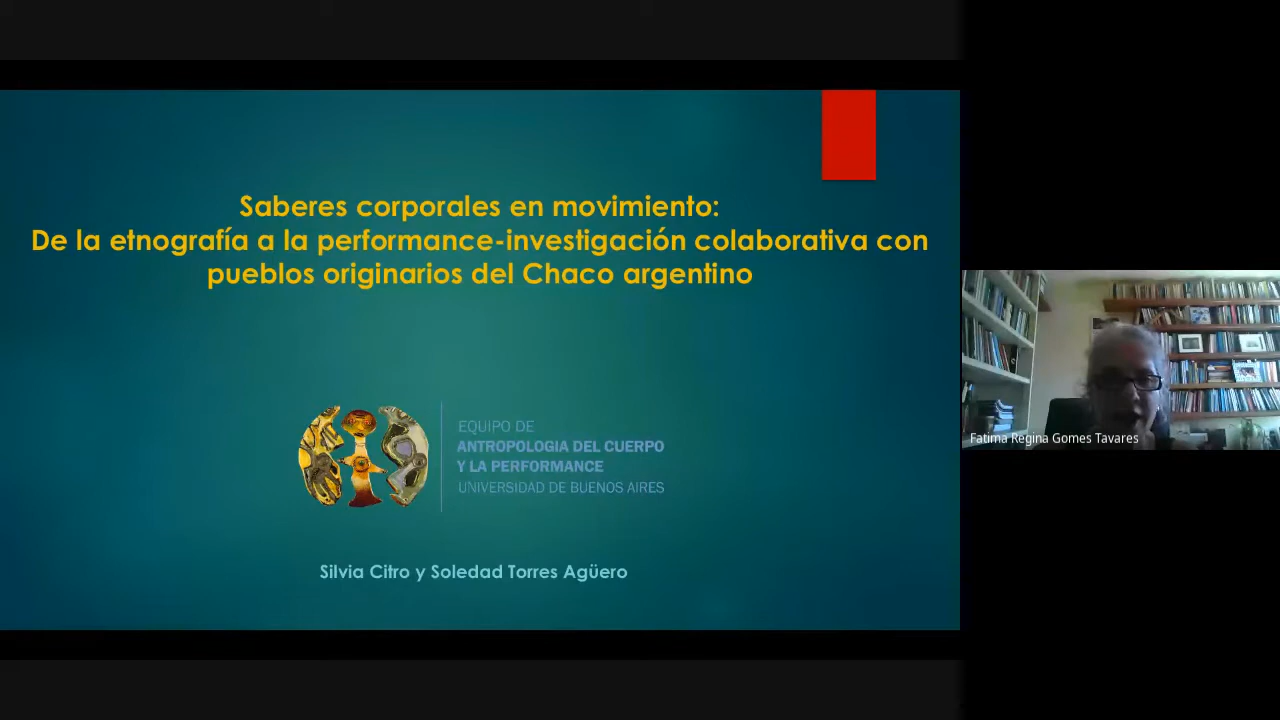 Saberes corporales en movimiento:
De la etnografía a la performance-investigación colaborativa con
pueblos originarios del Chaco argentino
EQUIPO DE
ANTROPOLOGIA DEL CUERPO
Y LA PERFORMANCE
UNIVERSIDAD DE BUENOS AIRES
Silvia Citro y Soledad Torres Agüero
Fatima Regina Gomes Tavares